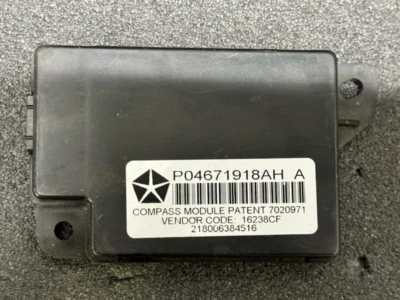 P04671918AH A
COMPASS MODULE PATENT 7020971
VENDOR CODE: 16238CF
218006384516